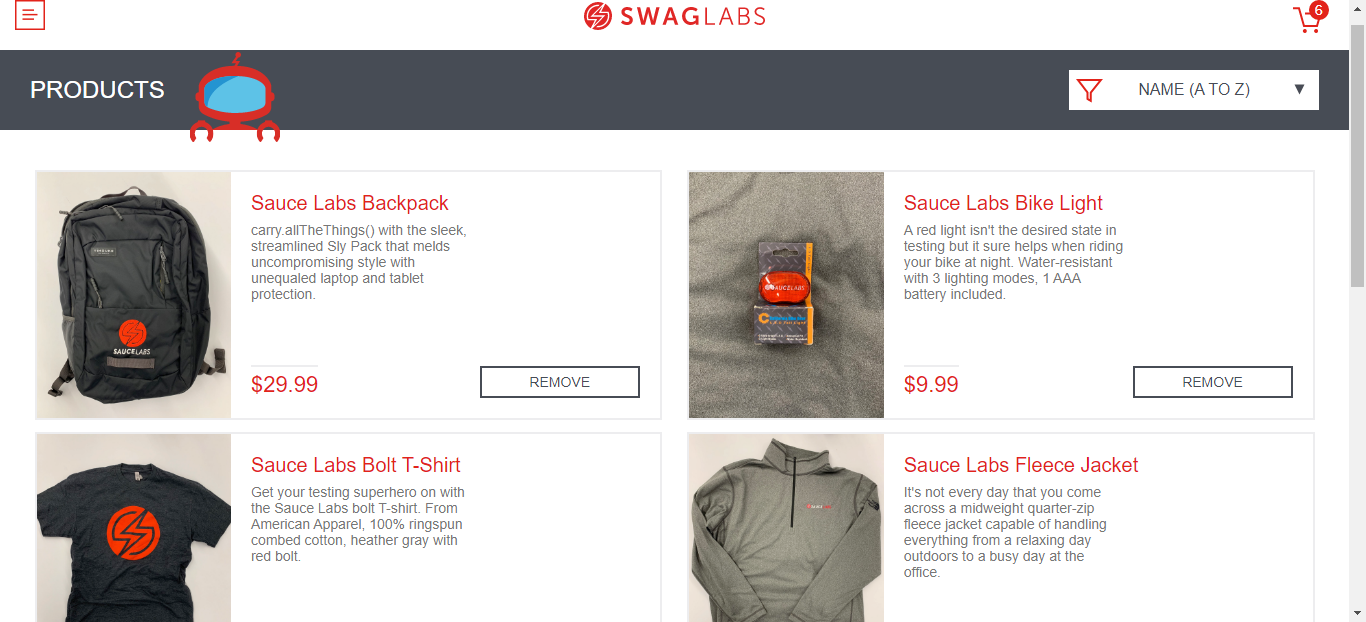 SWAGLABS
6
PRODUCTS
NAME (A TO Z)
Sauce Labs Backpack
carry.allTheThings() with the sleek,
streamlined Sly Pack that melds
uncompromising style with
unequaled laptop and tablet
protection.
$29.99
REMOVE
SAUCELABS
Sauce Labs Bike Light
A red light isn't the desired state in
testing but it sure helps when riding
your bike at night. Water-resistant
with 3 lighting modes, 1 AAA
battery included.
$9.99
REMOVE
SAUCELABS
Sauce Labs Bolt T-Shirt
Get your testing superhero on with
the Sauce Labs bolt T-shirt. From
American Apparel, 100% ringspun
combed cotton, heather gray with
red bolt.
Sauce Labs Fleece Jacket
It's not every day that you come
across a midweight quarter-zip
fleece jacket capable of handling
everything from a relaxing day
outdoors to a busy day at the
office.